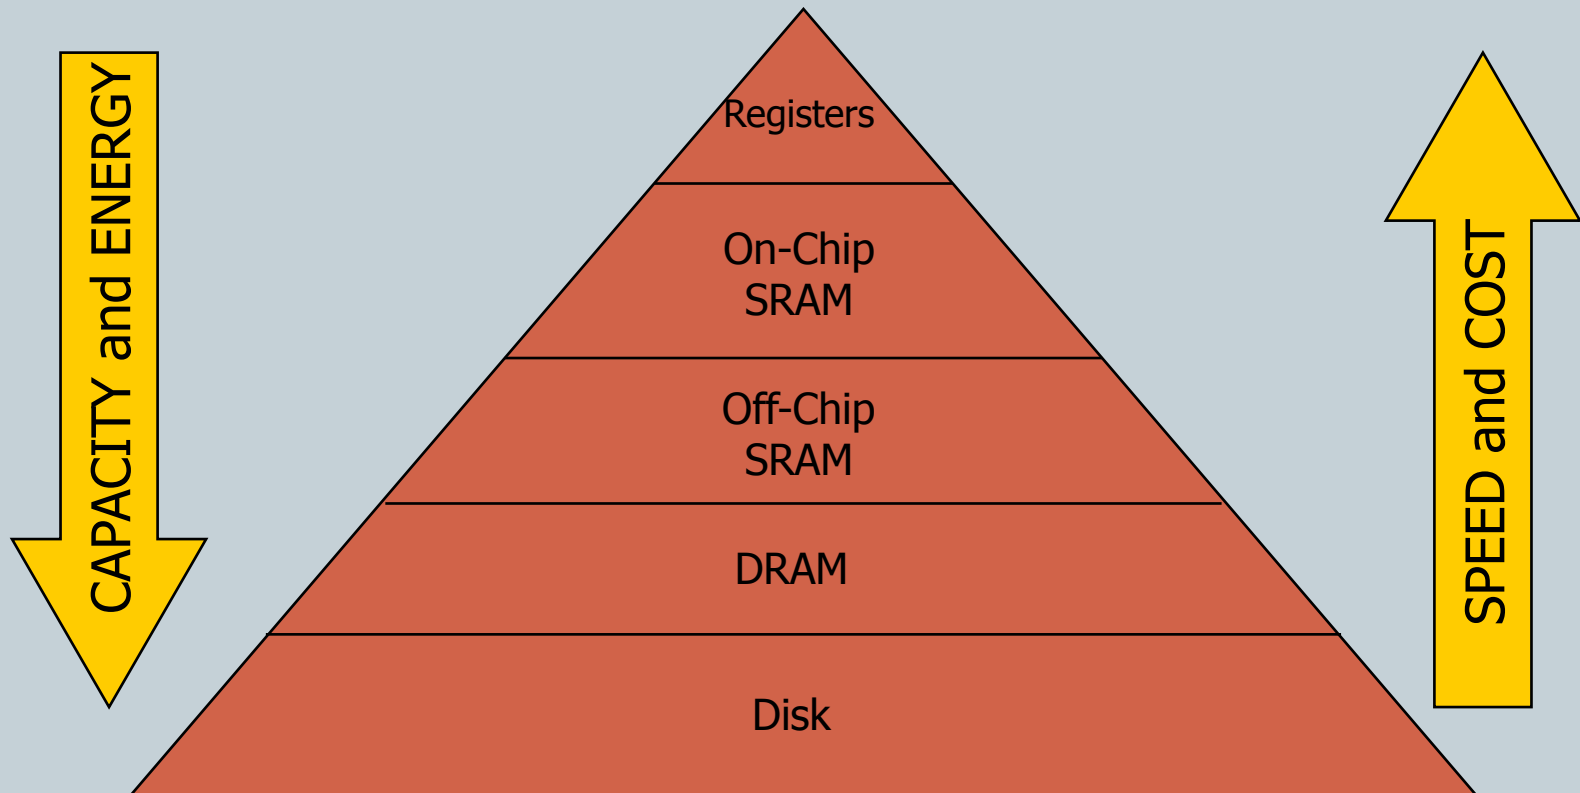 CAPACITY and ENERGY
Registers
On-Chip
SRAM
Off-Chip
SRAM
DRAM
Disk
SPEED and COST